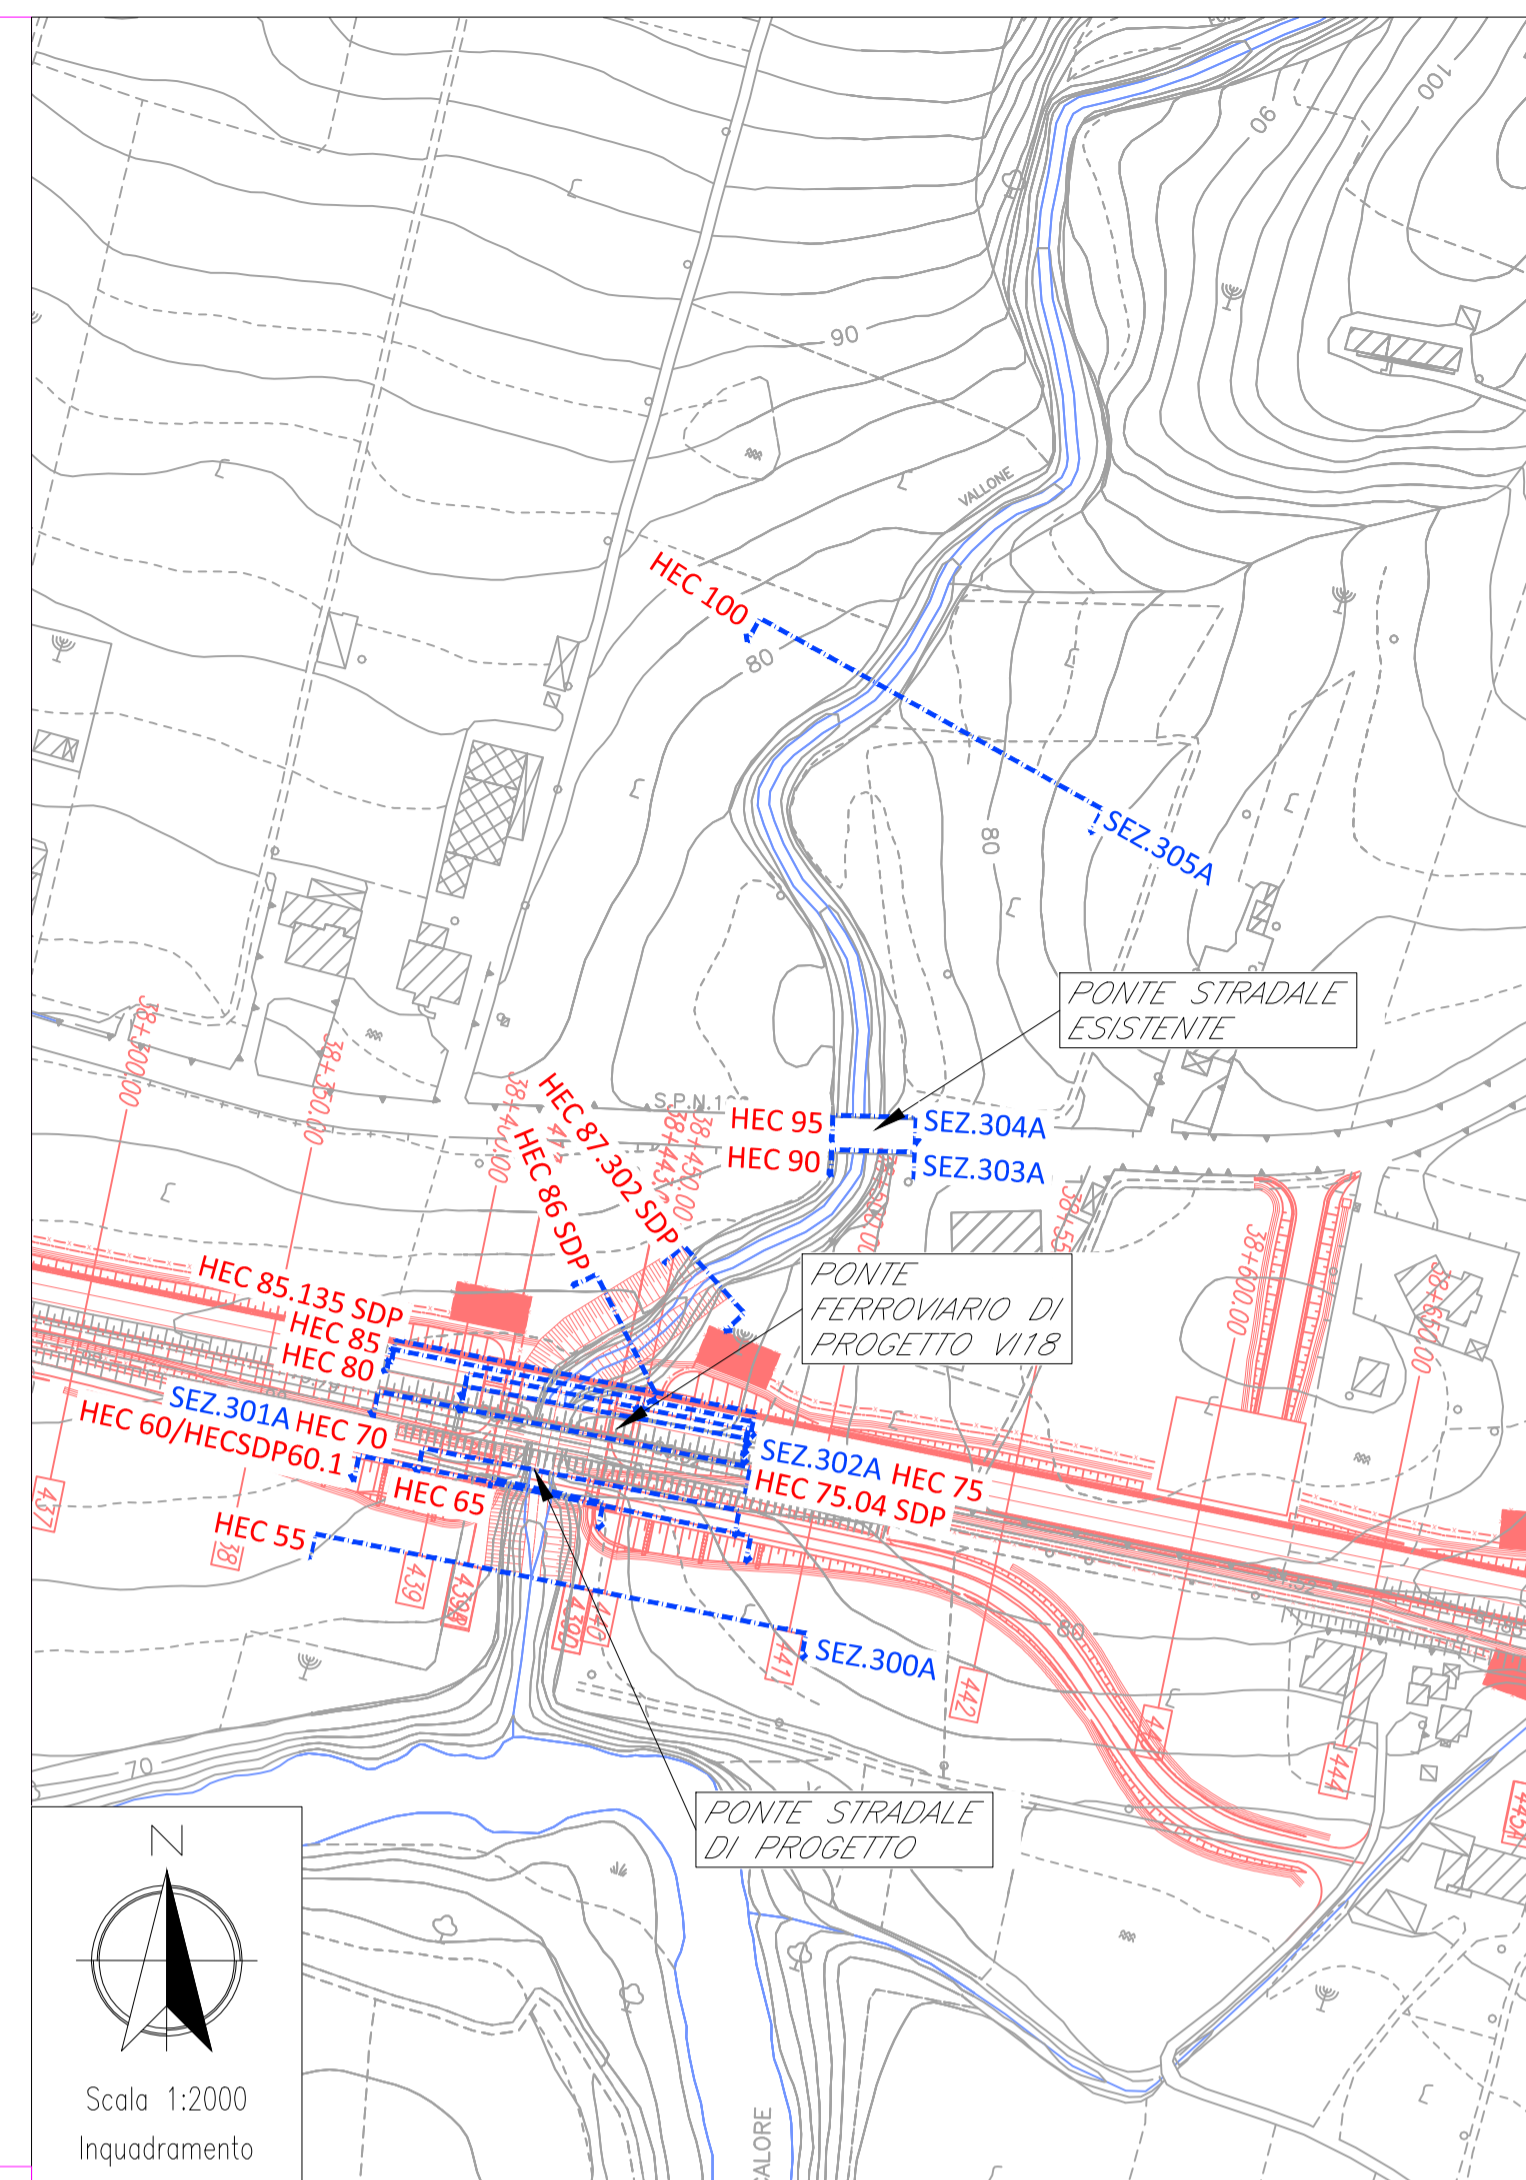 100
90
90
VALLONE
HEC 100
80
80
SEZ.305A
PONTE STRADALE
ESISTENTE
38+300.00
38+350.00
S.P.N.1
38+450.00
HEC 87.302 SDP
HEC 86 SDP
HEC 95
SEZ.304A
HEC 90
SEZ.303A
38+600.00
38+650.00
PONTE
FERROVIARIO DI
PROGETTO VI18
HEC 85.135 SDP
HEC 85
HEC 80
SEZ.301A HEC 70
HEC 60/HECSDP60.1
HEC 65
SEZ.302A HEC 75
HEC 75.04 SDP
HEC 55
437
439
440
441
442
444
80
SEZ.300A
70
PONTE STRADALE
DI PROGETTO
N
Scala 1:2000
Inquadramento